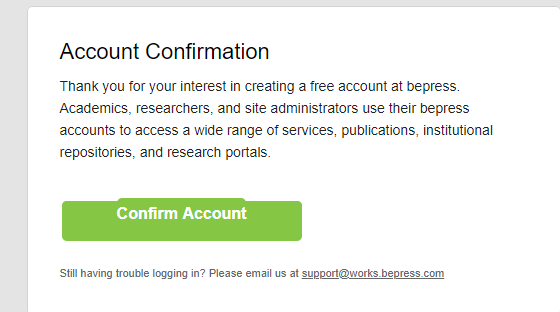 Account Confirmation
Thank you for your interest in creating a free account at bepress.
Academics, researchers, and site administrators use their bepress
accounts to access a wide range of services, publications, institutional
repositories, and research portals.
Confirm Account
Still having trouble logging in? Please email us at support@works.bepress.com